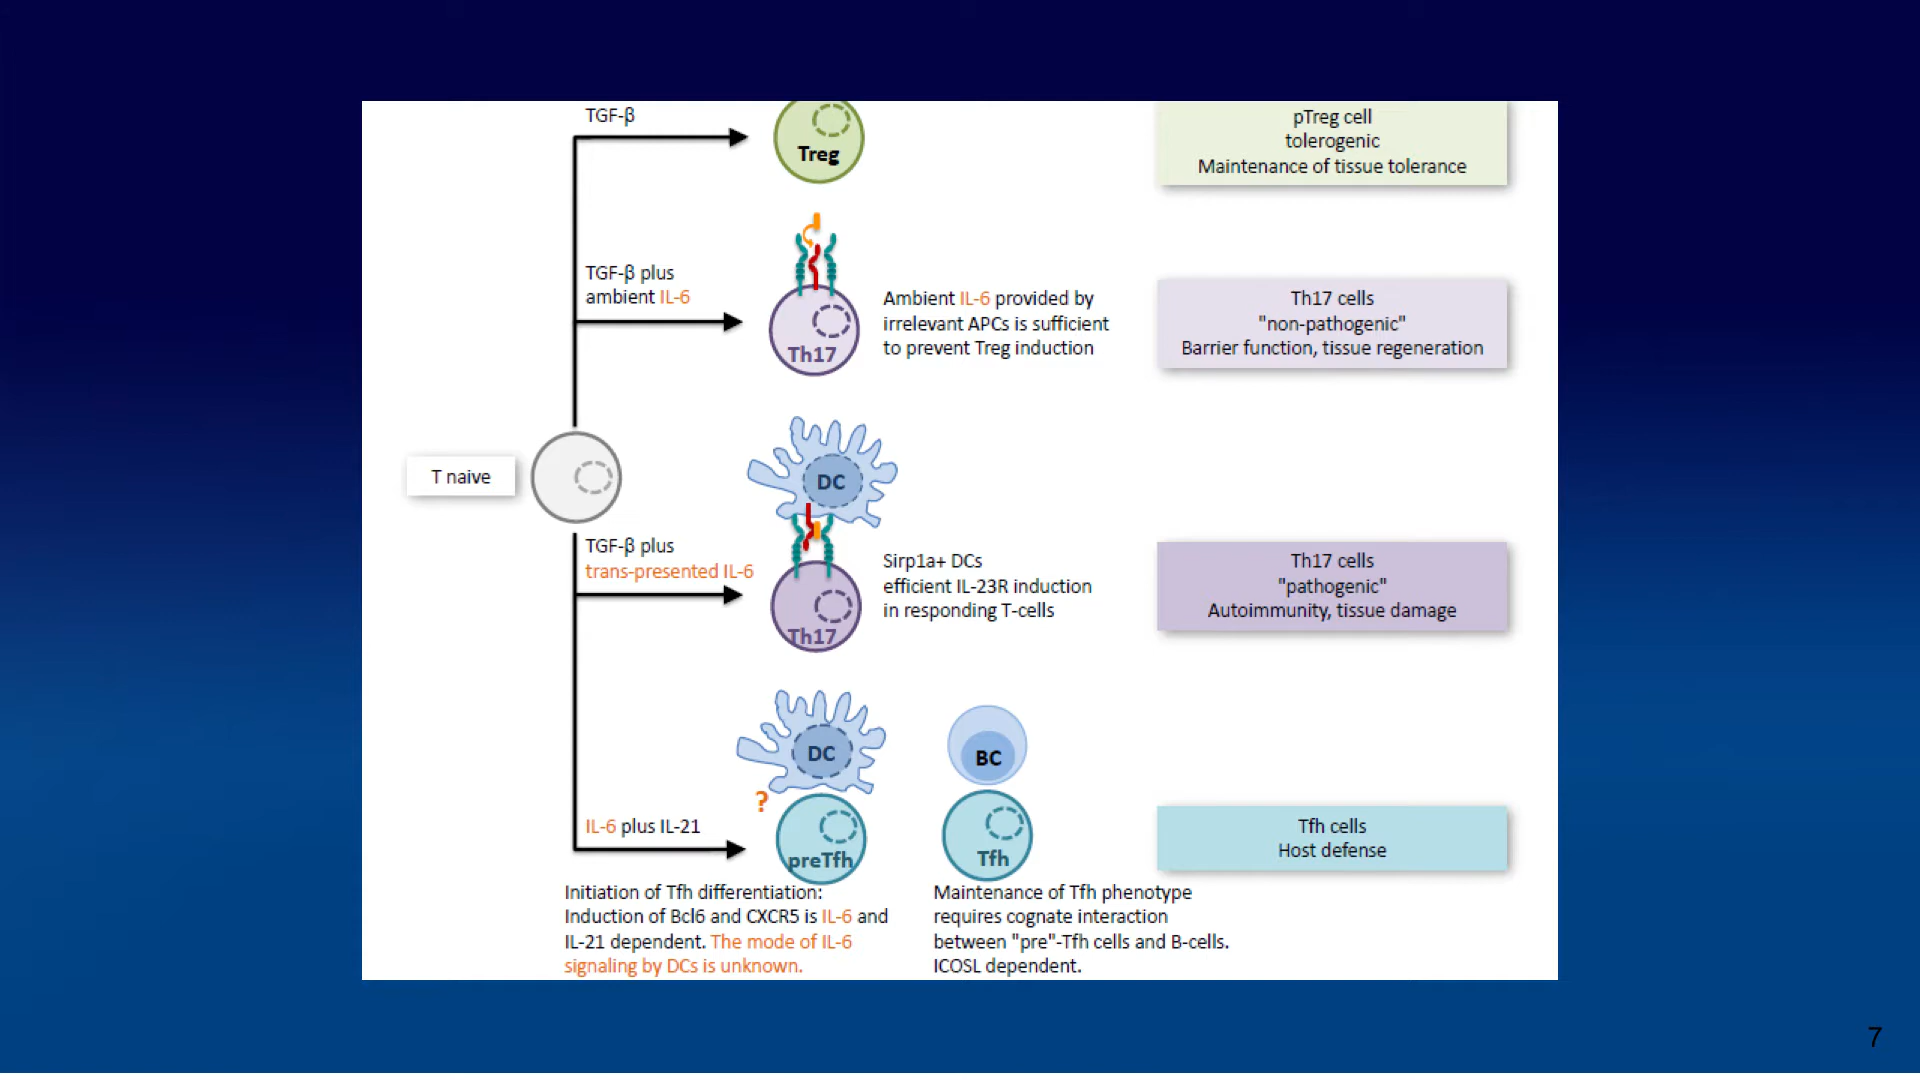 TGF-β
Treg
pTreg cell
tolerogenic
Maintenance of tissue tolerance
TGF-β plus
ambient IL-6
Th17
Ambient IL-6 provided by
irrelevant APCs is sufficient
to prevent Treg induction
Th17 cells
"non-pathogenic"
Barrier function, tissue regeneration
T naive
DC
TGF-β plus
trans-presented IL-6
Th17
Sirp1a+ DCs
efficient IL-23R induction
in responding T-cells
Th17 cells
"pathogenic"
Autoimmunity, tissue damage
DC
BC
?
IL-6 plus IL-21
preTfh
Tfh
Tfh cells
Host defense
Initiation of Tfh differentiation:
Induction of Bcl6 and CXCR5 is IL-6 and
IL-21 dependent. The mode of IL-6
signaling by DCs is unknown.
Maintenance of Tfh phenotype
requires cognate interaction
between "pre"-Tfh cells and B-cells.
ICOSL dependent.
7